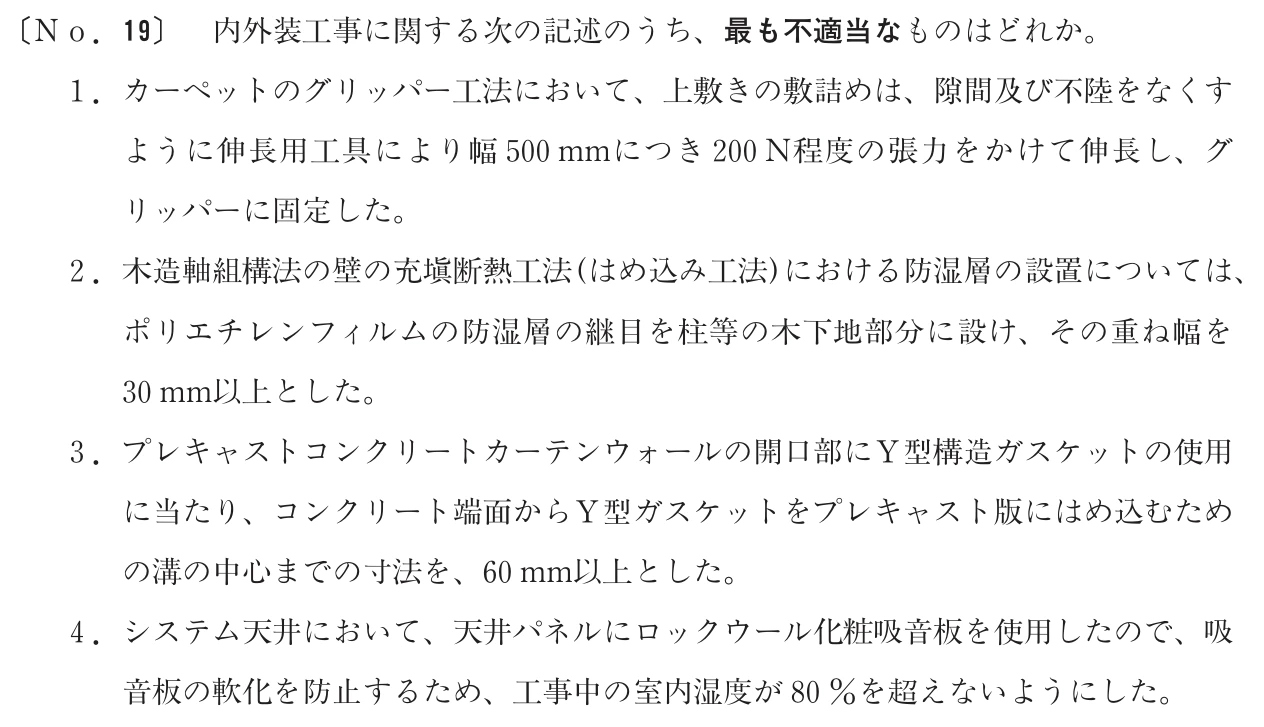 〔Ｎｏ．19〕　内外装工事に関する次の記述のうち、最も不適当なものはどれか。
１．カーペットのグリッパー工法において、上敷きの敷詰めは、隙間及び不陸をなくす
ように伸長用工具により幅 500 mmにつき 200 Ｎ程度の張力をかけて伸長し、グ
リッパーに固定した。
２．木造軸組構法の壁の充塡断熱工法(はめ込み工法)における防湿層の設置については、
ポリエチレンフィルムの防湿層の継目を柱等の木下地部分に設け、その重ね幅を
30 mm以上とした。
３．プレキャストコンクリートカーテンウォールの開口部にＹ型構造ガスケットの使用
に当たり、コンクリート端面からＹ型ガスケットをプレキャスト版にはめ込むため
の溝の中心までの寸法を、60 mm以上とした。
４．システム天井において、天井パネルにロックウール化粧吸音板を使用したので、吸
音板の軟化を防止するため、工事中の室内湿度が 80 ％を超えないようにした。